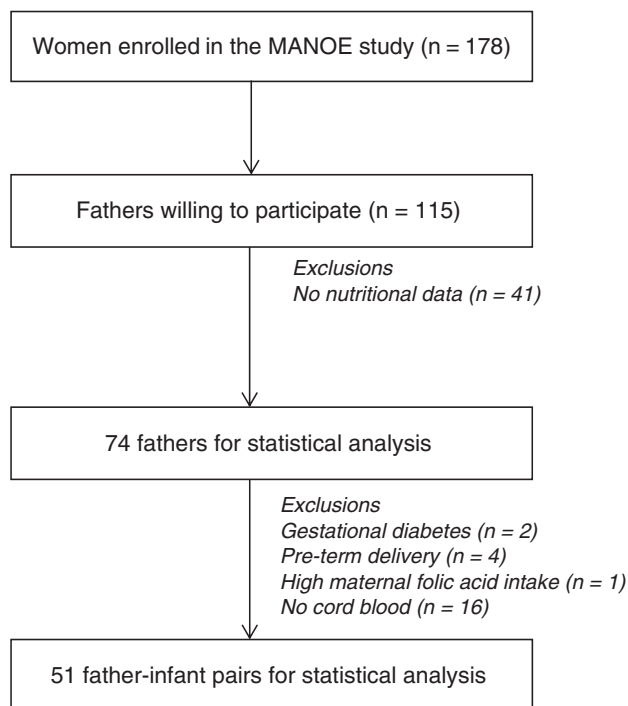 Women enrolled in the MANOE study (n = 178)
Fathers willing to participate (n = 115)
Exclusions
No nutritional data (n = 41)
74 fathers for statistical analysis
Exclusions
Gestational diabetes (n = 2)
Pre-term delivery (n = 4)
High maternal folic acid intake (n = 1)
No cord blood (n = 16)
51 father-infant pairs for statistical analysis